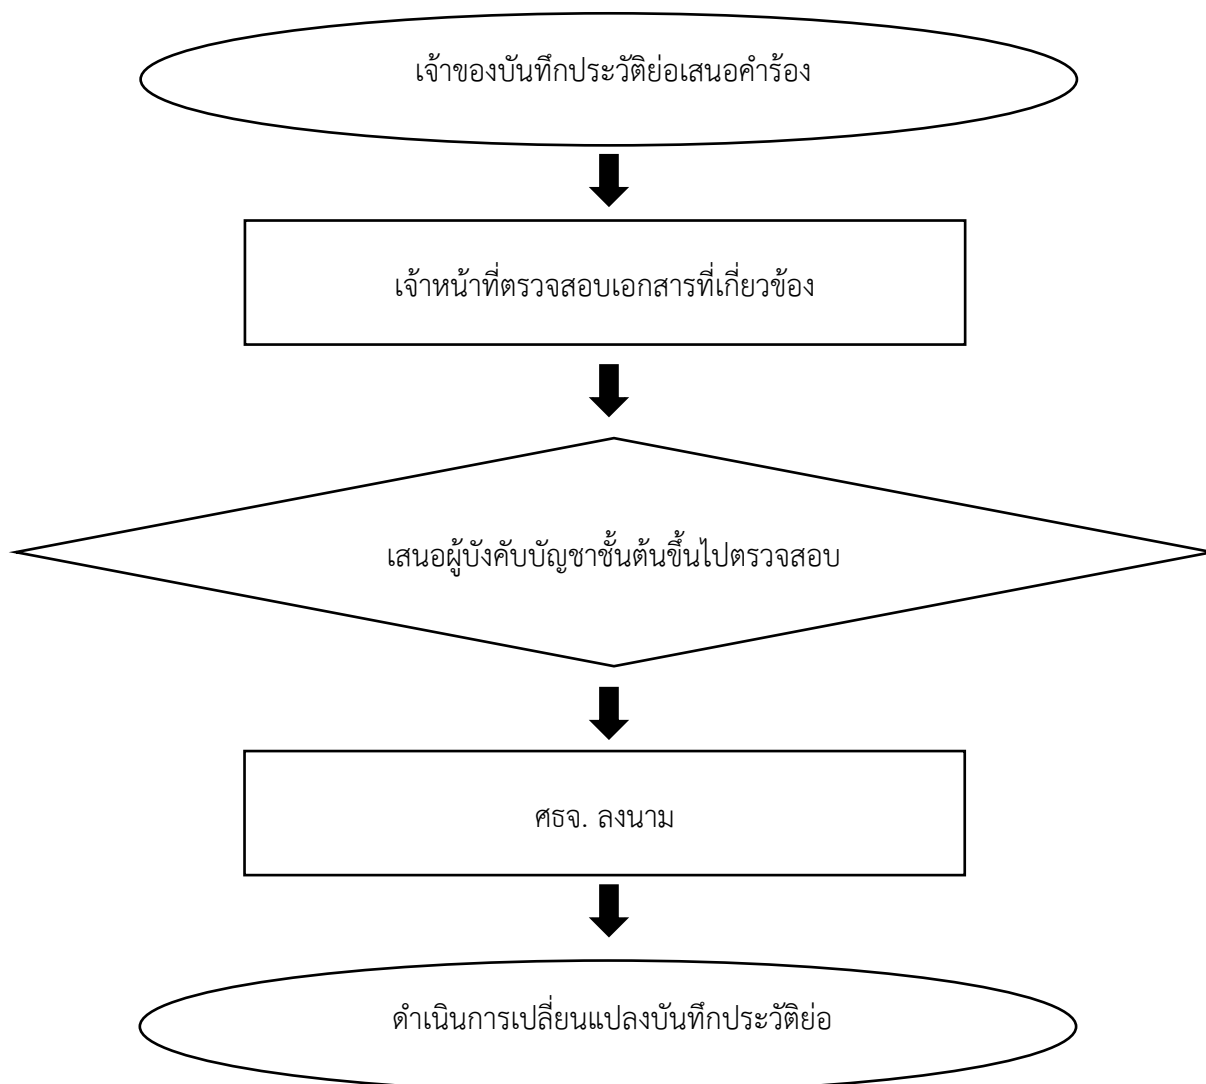 เจ้าของบันทึกประวัติย่อเสนอคำร้อง
เจ้าหน้าที่ตรวจสอบเอกสารที่เกี่ยวข้อง
เสนอผู้บังคับบัญชาชั้นต้นขึ้นไปตรวจสอบ
ศธจ. ลงนาม
ดำเนินการเปลี่ยนแปลงบันทึกประวัติย่อ